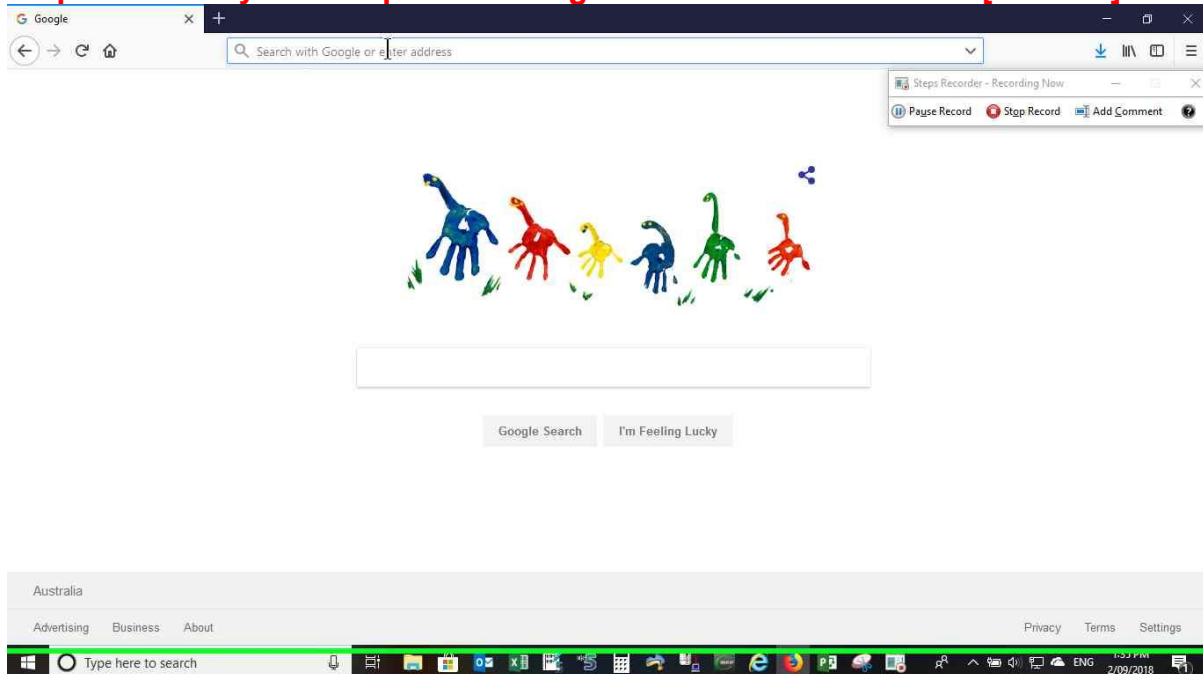 Google
Search with Google or enter address
Steps Recorder - Recording Now
Pause Record Stop Record Add Comment
Google Search I'm Feeling Lucky
Australia
Advertising Business About Privacy Terms Settings
Type here to search ENG
2/09/2018